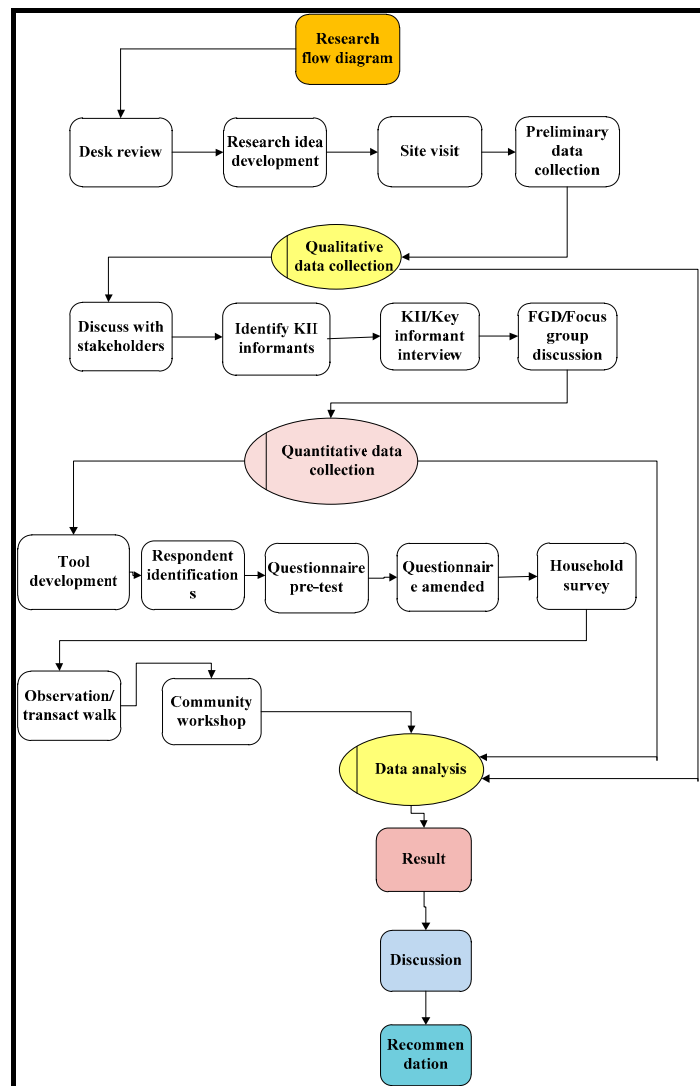 Research
flow diagram
Desk review
Research idea
development
Site visit
Preliminary
data
collection
Qualitative
data collection
Discuss with
stakeholders
Identify KII
informants
KII/Key
informant
interview
FGD/Focus
group
discussion
Quantitative data
collection
Tool
development
Respondent
identification
s
Questionnaire
pre-test
Questionnai
re amended
Household
survey
Observation/
transact walk
Community
workshop
Data analysis
Result
Discussion
Recommen
dation